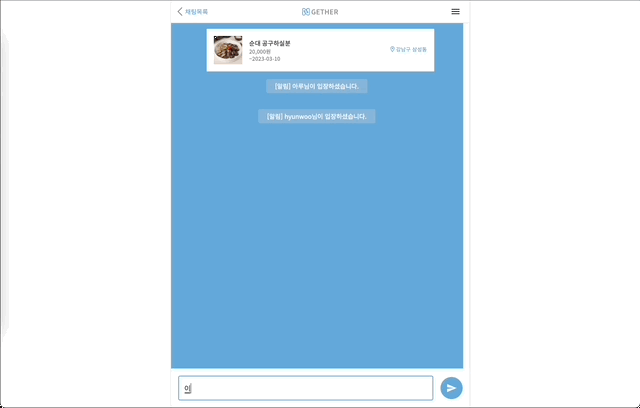 채팅목록
GETHER
순대 공구하실분
20,000원
~2023-03-10
강남구 삼성동
[알림] 아루님이 입장하셨습니다.
[알림] hyunwoo님이 입장하셨습니다.
이